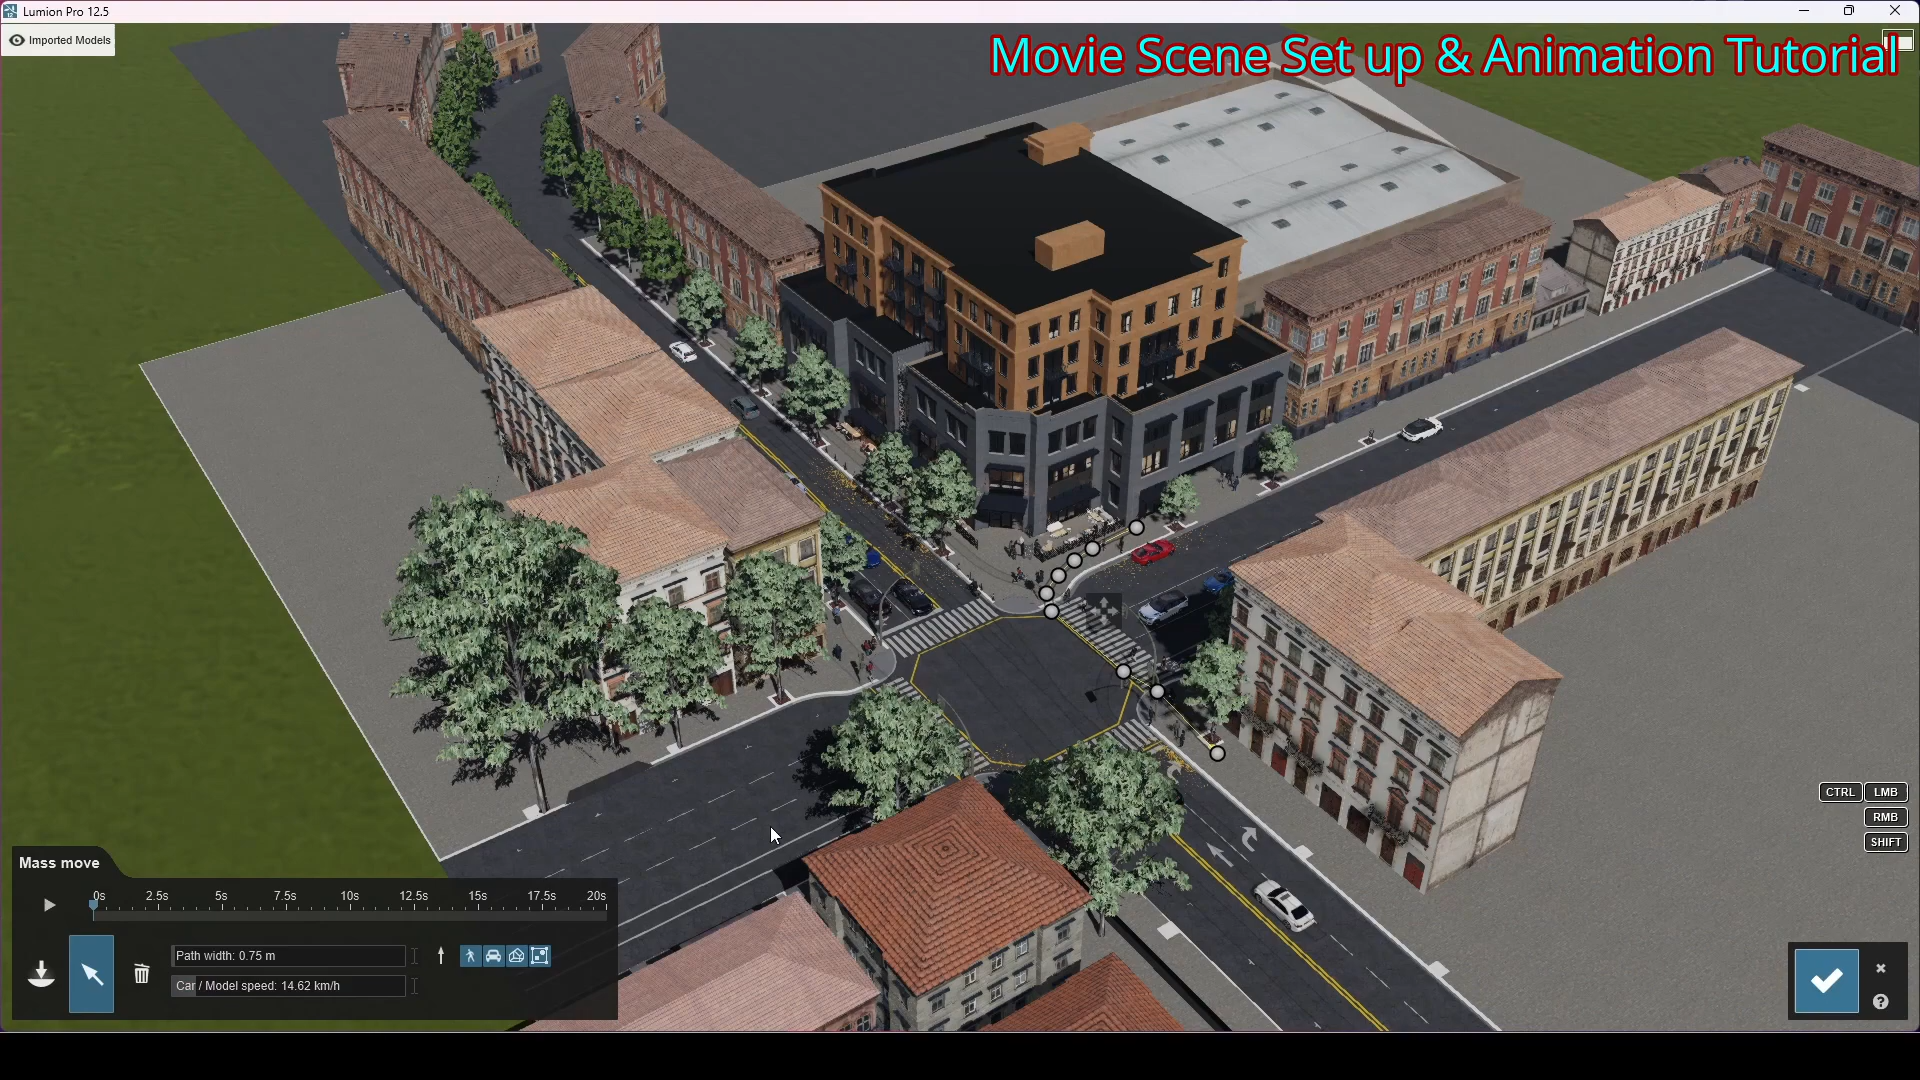 Lumion Pro 12.5
Imported Models
Movie Scene Set up & Animation Tutorial
CTRL LMB
RMB
SHIFT
Mass move
0s 2.5s 5s 7.5s 10s 12.5s 15s 17.5s 20s
Path width: 0.75 m
Car / Model speed: 14.62 km/h